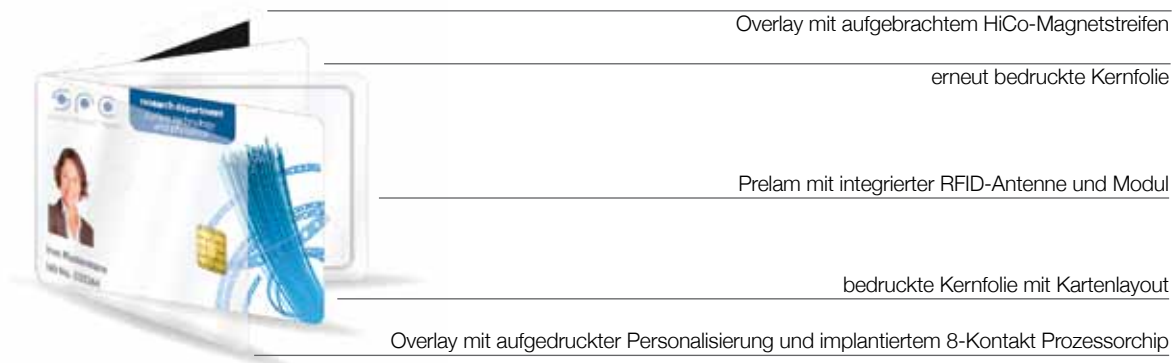 Overlay mit aufgebrachtem HiCo-Magnetstreifen
erneut bedruckte Kernfolie
Prelam mit integrierter RFID-Antenne und Modul
bedruckte Kernfolie mit Kartenlayout
Overlay mit aufgedruckter Personalisierung und implantiertem 8-Kontakt Prozessorchip
src
research department